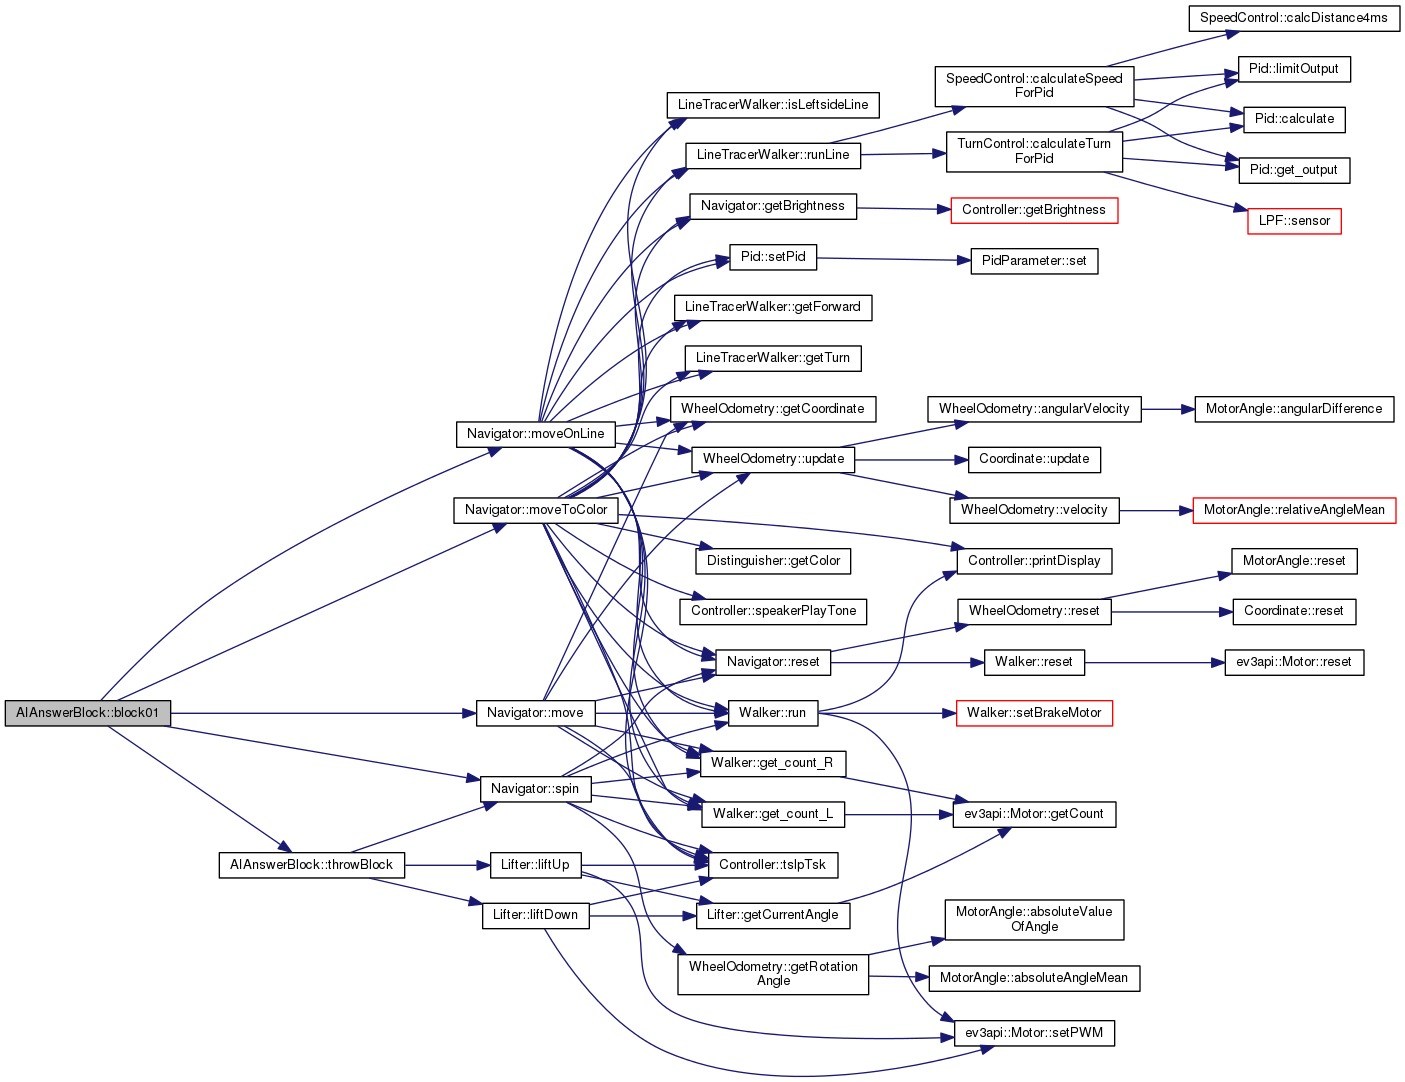 SpeedControl::calcDistance4ms
SpeedControl::calculateSpeed
ForPid
Pid::limitOutput
LineTracerWalker::isLeftsideLine
Pid::calculate
LineTracerWalker::runLine
TurnControl::calculateTurn
ForPid
Pid::get_output
Navigator::getBrightness
Controller::getBrightness
LPF::sensor
Pid::setPid
PidParameter::set
LineTracerWalker::getForward
LineTracerWalker::getTurn
WheelOdometry::getCoordinate
WheelOdometry::angularVelocity
MotorAngle::angularDifference
Navigator::moveOnLine
WheelOdometry::update
Coordinate::update
Navigator::moveToColor
WheelOdometry::velocity
MotorAngle::relativeAngleMean
Distinguisher::getColor
Controller::printDisplay
MotorAngle::reset
Controller::speakerPlayTone
WheelOdometry::reset
Coordinate::reset
Navigator::reset
Walker::reset
ev3api::Motor::reset
AIAnswerBlock::block01
Navigator::move
Walker::run
Walker::setBrakeMotor
Walker::get_count_R
Navigator::spin
Walker::get_count_L
ev3api::Motor::getCount
AIAnswerBlock::throwBlock
Lifter::liftUp
Controller::tslpTsk
Lifter::liftDown
Lifter::getCurrentAngle
MotorAngle::absoluteValue
OfAngle
WheelOdometry::getRotation
Angle
MotorAngle::absoluteAngleMean
ev3api::Motor::setPWM